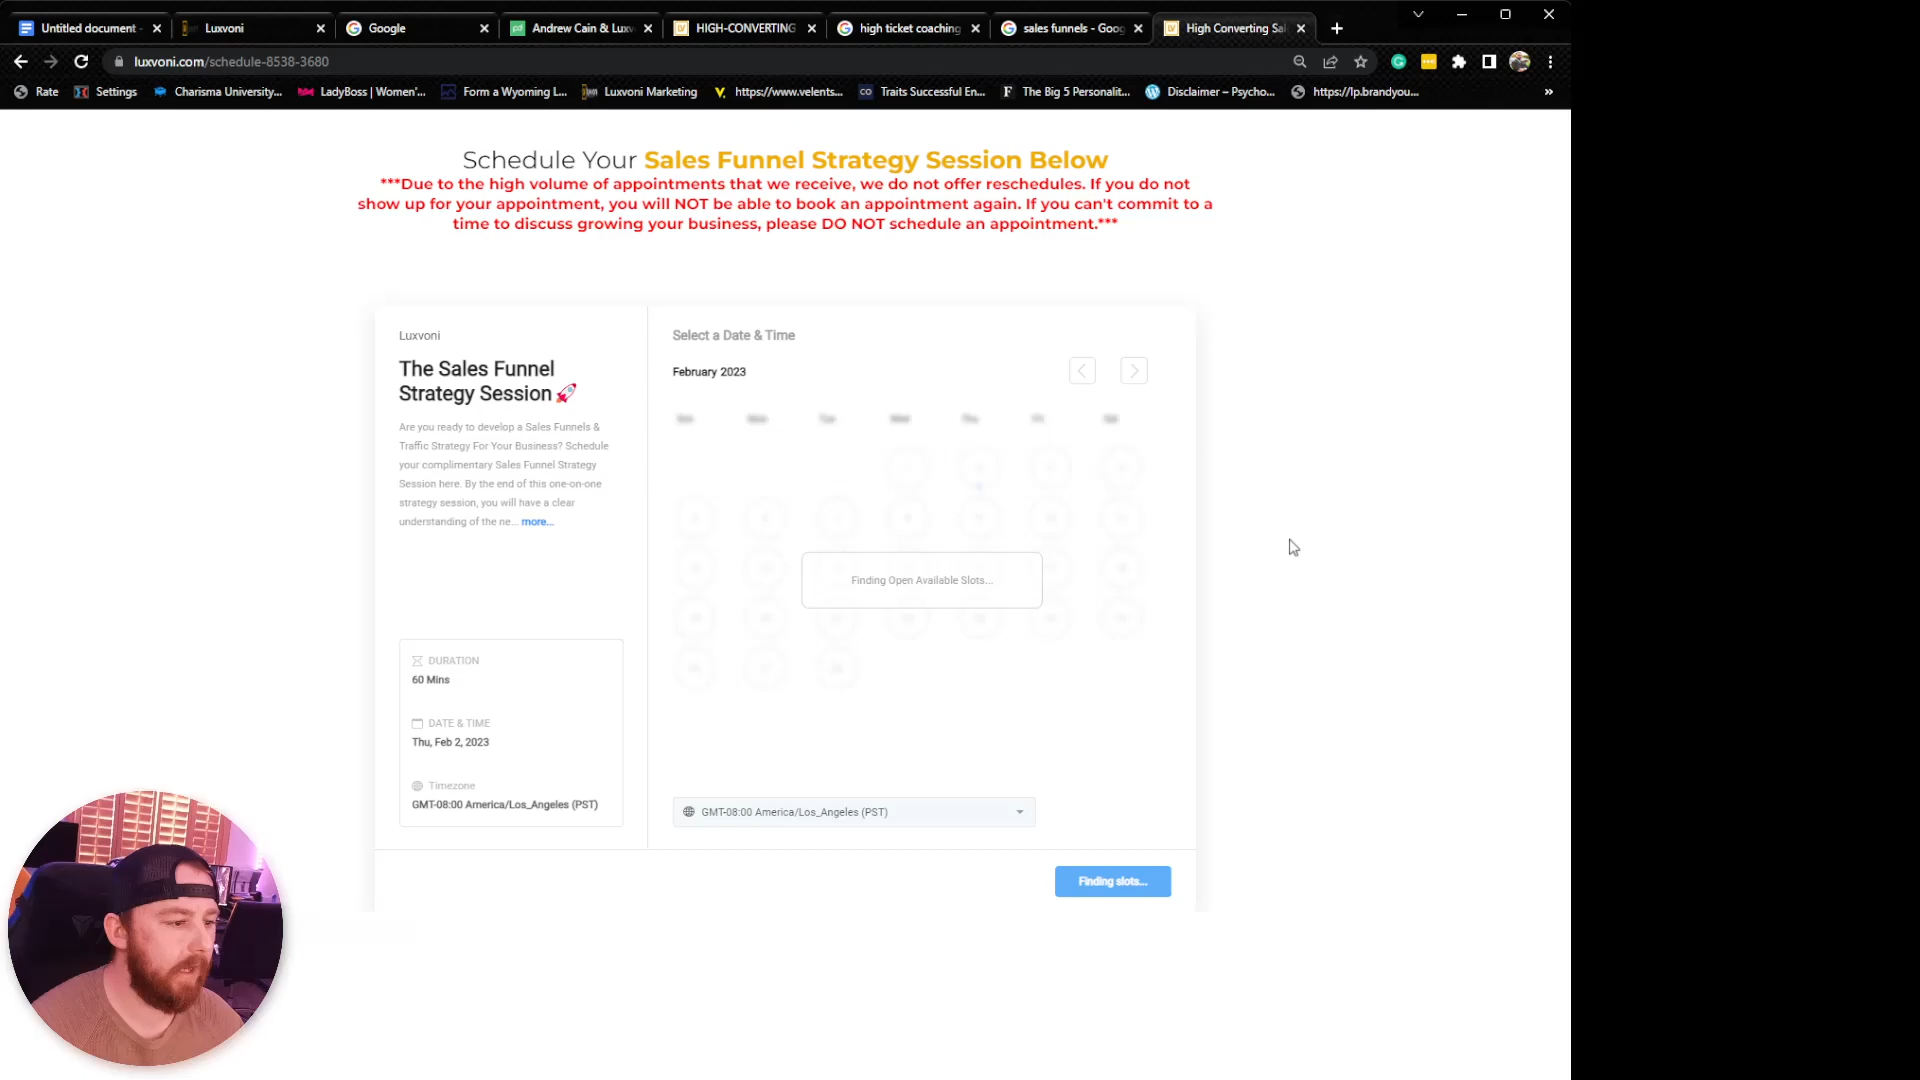 Untitled document
Luxvoni
Google
Andrew Cain & Luxv
HIGH-CONVERTING
high ticket coaching
sales funnels - Goog
High Converting Sal
luxvoni.com/schedule-8538-3680
Rate
Settings
Charisma University...
LadyBoss | Women'...
Form a Wyoming L...
Luxvoni Marketing
https://www.velents...
Traits Successful En...
The Big 5 Personalit...
Disclaimer – Psycho...
https://lp.brandyou...
»
Schedule Your Sales Funnel Strategy Session Below
***Due to the high volume of appointments that we receive, we do not offer reschedules. If you do not
show up for your appointment, you will NOT be able to book an appointment again. If you can't commit to a
time to discuss growing your business, please DO NOT schedule an appointment.***
Luxvoni
The Sales Funnel
Strategy Session 🚀
Are you ready to develop a Sales Funnels &
Traffic Strategy For Your Business? Schedule
your complimentary Sales Funnel Strategy
Session here. By the end of this one-on-one
strategy session, you will have a clear
understanding of the ne... more...
DURATION
60 Mins
DATE & TIME
Thu, Feb 2, 2023
Timezone
GMT-08:00 America/Los_Angeles (PST)
Select a Date & Time
February 2023
Finding Open Available Slots...
GMT-08:00 America/Los_Angeles (PST)
Finding slots...